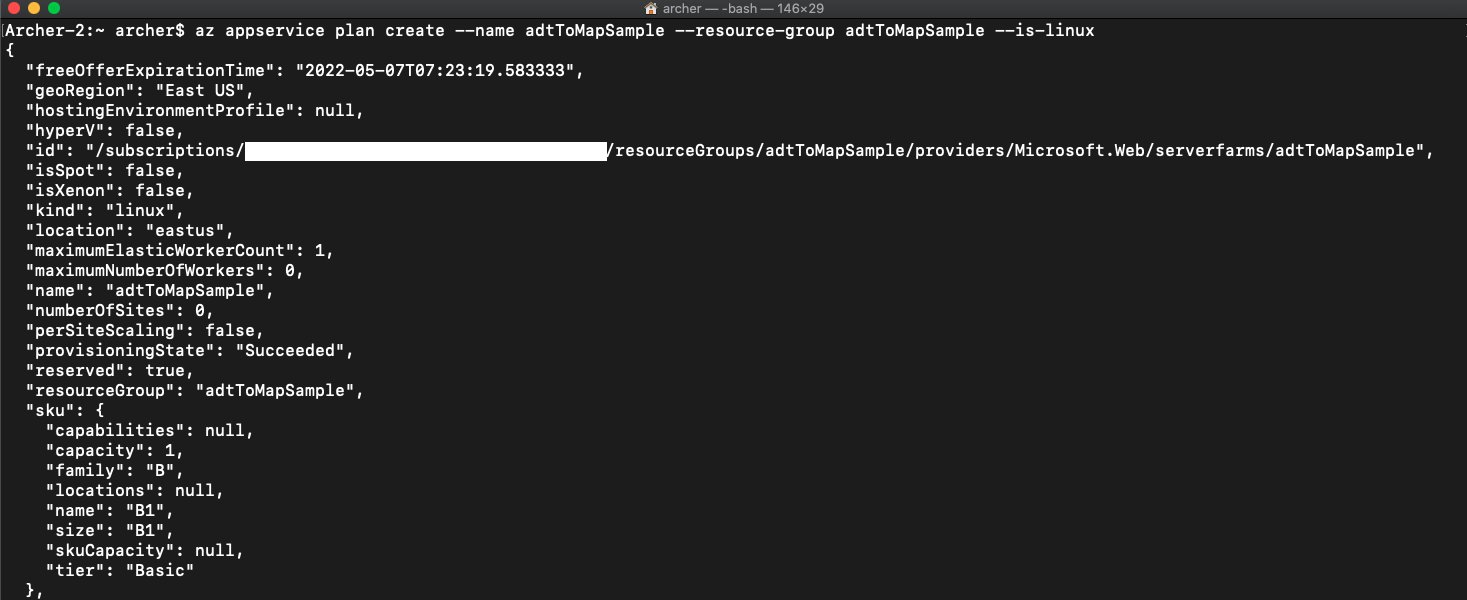 archer — -bash — 146×29
Archer-2:~ archer$ az appservice plan create --name adtToMapSample --resource-group adtToMapSample --is-linux
{
  "freeOfferExpirationTime": "2022-05-07T07:23:19.583333",
  "geoRegion": "East US",
  "hostingEnvironmentProfile": null,
  "hyperV": false,
  "id": "/subscriptions/ /resourceGroups/adtToMapSample/providers/Microsoft.Web/serverfarms/adtToMapSample",
  "isSpot": false,
  "isXenon": false,
  "kind": "linux",
  "location": "eastus",
  "maximumElasticWorkerCount": 1,
  "maximumNumberOfWorkers": 0,
  "name": "adtToMapSample",
  "numberOfSites": 0,
  "perSiteScaling": false,
  "provisioningState": "Succeeded",
  "reserved": true,
  "resourceGroup": "adtToMapSample",
  "sku": {
    "capabilities": null,
    "capacity": 1,
    "family": "B",
    "locations": null,
    "name": "B1",
    "size": "B1",
    "skuCapacity": null,
    "tier": "Basic"
  },